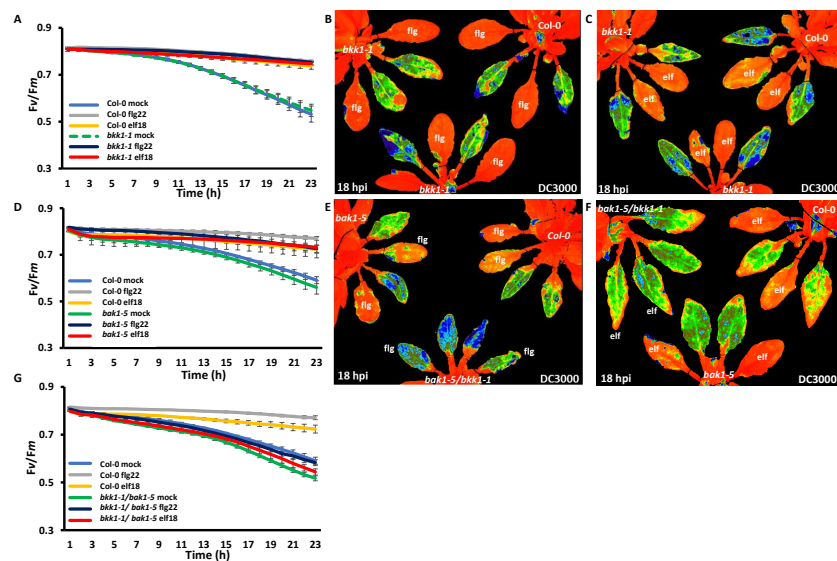 A
Fv/Fm
0.9
0.7
0.5
0.3
Col-0 mock
Col-0 flg22
Col-0 elf18
bkk1-1 mock
bkk1-1 flg22
bkk1-1 elf18
1 3 5 7 9 11 13 15 17 19 21 23
Time (h)
B
flg
Col-0
bkk1-1
flg
flg
flg
flg
flg
18 hpi
bkk1-1
DC3000
C
Col-0
bkk1-1
elf
elf
elf
elf
elf
elf
18 hpi
bkk1-1
DC3000
D
Fv/Fm
0.9
0.7
0.5
0.3
Col-0 mock
Col-0 flg22
Col-0 elf18
bak1-5 mock
bak1-5 flg22
bak1-5 elf18
1 3 5 7 9 11 13 15 17 19 21 23
Time (h)
E
bak1-5
flg
flg
Col-0
flg
flg
flg
flg
18 hpi
bak1-5/bkk1-1
DC3000
F
bak1-5/bkk1-1
Col-0
elf
elf
elf
elf
elf
elf
18 hpi
bak1-5
DC3000
G
Fv/Fm
0.9
0.7
0.5
0.3
Col-0 mock
Col-0 flg22
Col-0 elf18
bkk1-1/bak1-5 mock
bkk1-1/ bak1-5 flg22
bkk1-1/ bak1-5 elf18
1 3 5 7 9 11 13 15 17 19 21 23
Time (h)